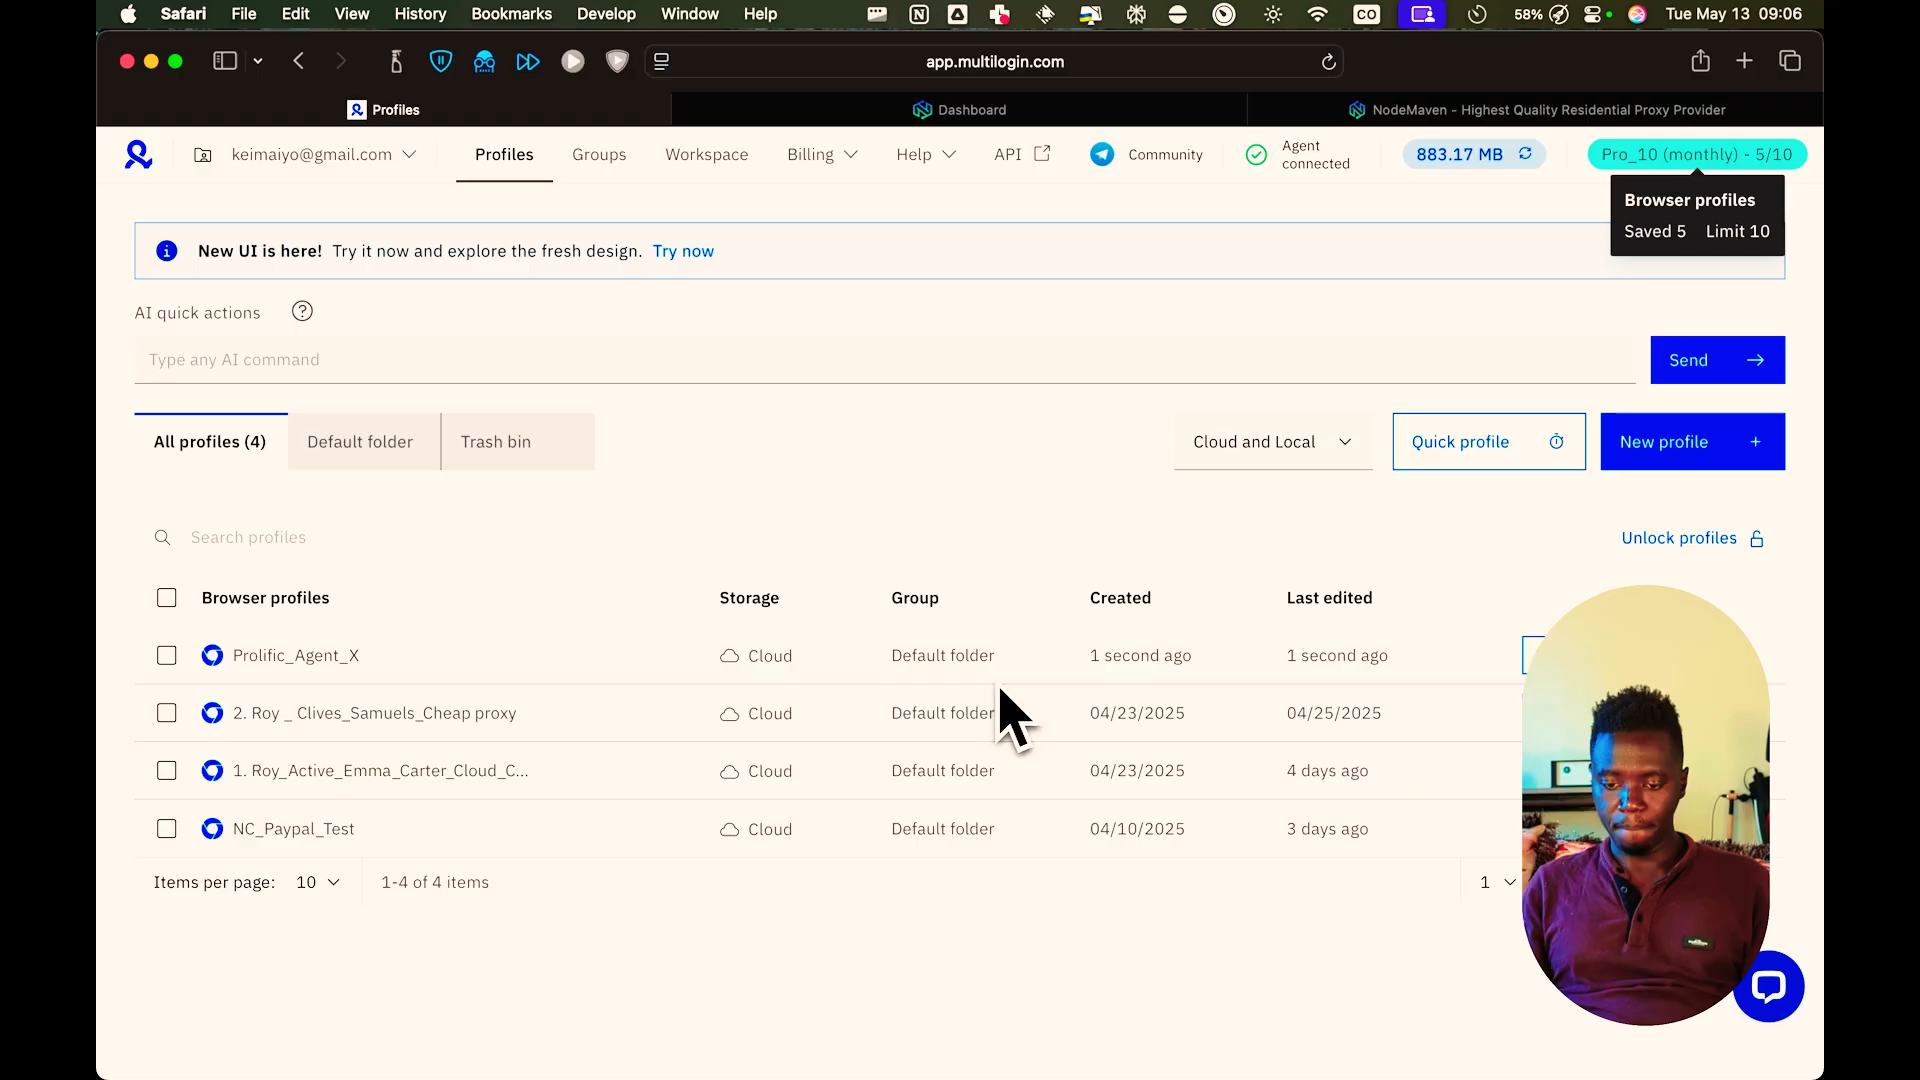 Safari File Edit View History Bookmarks Develop Window Help CO 58% Tue May 13 09:06
app.multilogin.com
Profiles Dashboard NodeMaven - Highest Quality Residential Proxy Provider
keimaiyo@gmail.com Profiles Groups Workspace Billing Help API Community Agent connected 883.17 MB Pro_10 (monthly) - 5/10
Browser profiles
Saved 5 Limit 10
New UI is here! Try it now and explore the fresh design. Try now
AI quick actions
Type any AI command Send
All profiles (4) Default folder Trash bin Cloud and Local Quick profile New profile
Search profiles Unlock profiles
Browser profiles Storage Group Created Last edited
Prolific_Agent_X Cloud Default folder 1 second ago 1 second ago
2. Roy _ Clives_Samuels_Cheap proxy Cloud Default folder 04/23/2025 04/25/2025
1. Roy_Active_Emma_Carter_Cloud_C... Cloud Default folder 04/23/2025 4 days ago
NC_Paypal_Test Cloud Default folder 04/10/2025 3 days ago
Items per page: 10 1-4 of 4 items 1